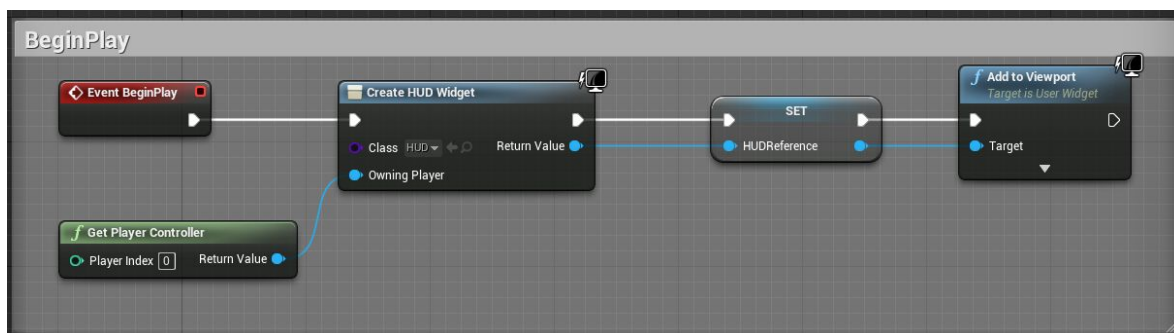 BeginPlay
Event BeginPlay
Create HUD Widget
Class HUD Return Value
Owning Player
Get Player Controller
Player Index 0 Return Value
SET
HUDReference
f Add to Viewport
Target is User Widget
Target